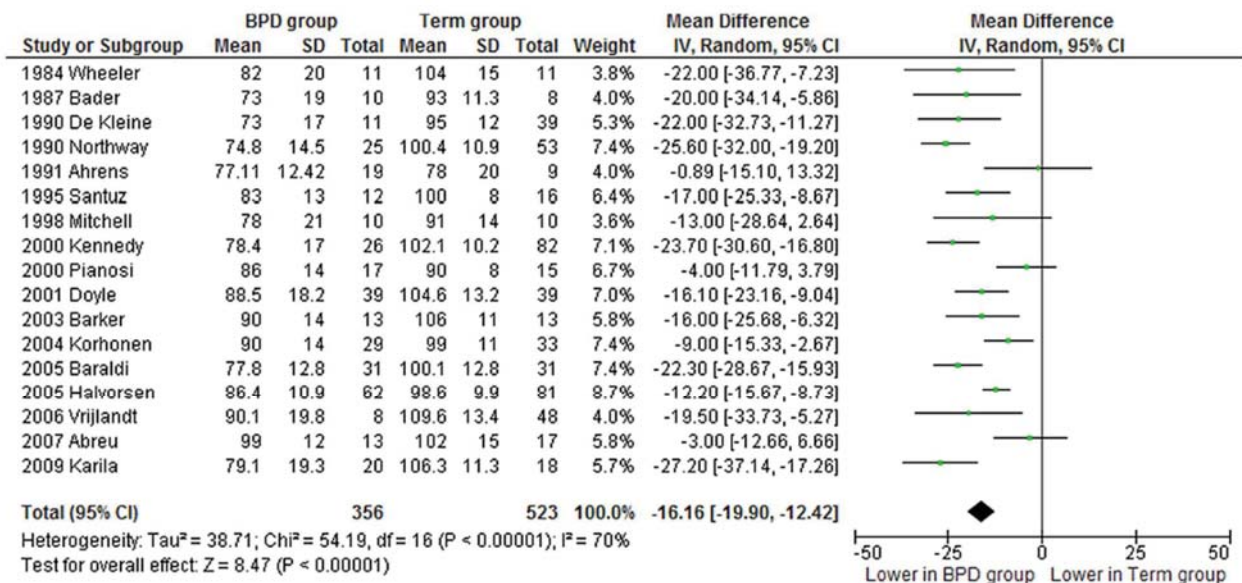 BPD group Term group Mean Difference Mean Difference
Study or Subgroup Mean SD Total Mean SD Total Weight IV, Random, 95% CI IV, Random, 95% CI
1984 Wheeler 82 20 11 104 15 11 3.8% -22.00 [-36.77, -7.23]
1987 Bader 73 19 10 93 11.3 8 4.0% -20.00 [-34.14, -5.86]
1990 De Kleine 73 17 11 95 12 39 5.3% -22.00 [-32.73, -11.27]
1990 Northway 74.8 14.5 25 100.4 10.9 53 7.4% -25.60 [-32.00, -19.20]
1991 Ahrens 77.11 12.42 19 78 20 9 4.0% -0.89 [-15.10, 13.32]
1995 Santuz 83 13 12 100 8 16 6.4% -17.00 [-25.33, -8.67]
1998 Mitchell 78 21 10 91 14 10 3.6% -13.00 [-28.64, 2.64]
2000 Kennedy 78.4 17 26 102.1 10.2 82 7.1% -23.70 [-30.60, -16.80]
2000 Pianosi 86 14 17 90 8 15 6.7% -4.00 [-11.79, 3.79]
2001 Doyle 88.5 18.2 39 104.6 13.2 39 7.0% -16.10 [-23.16, -9.04]
2003 Barker 90 14 13 106 11 13 5.8% -16.00 [-25.68, -6.32]
2004 Korhonen 90 14 29 99 11 33 7.4% -9.00 [-15.33, -2.67]
2005 Baraldi 77.8 12.8 31 100.1 12.8 31 7.4% -22.30 [-28.67, -15.93]
2005 Halvorsen 86.4 10.9 62 98.6 9.9 81 8.7% -12.20 [-15.67, -8.73]
2006 Vrijlandt 90.1 19.8 8 109.6 13.4 48 4.0% -19.50 [-33.73, -5.27]
2007 Abreu 99 12 13 102 15 17 5.8% -3.00 [-12.66, 6.66]
2009 Karila 79.1 19.3 20 106.3 11.3 18 5.7% -27.20 [-37.14, -17.26]
Total (95% CI) 356 523 100.0% -16.16 [-19.90, -12.42]
Heterogeneity: Tau² = 38.71; Chi² = 54.19, df = 16 (P < 0.00001); I² = 70%
Test for overall effect: Z = 8.47 (P < 0.00001)
-50 -25 0 25 50
Lower in BPD group Lower in Term group